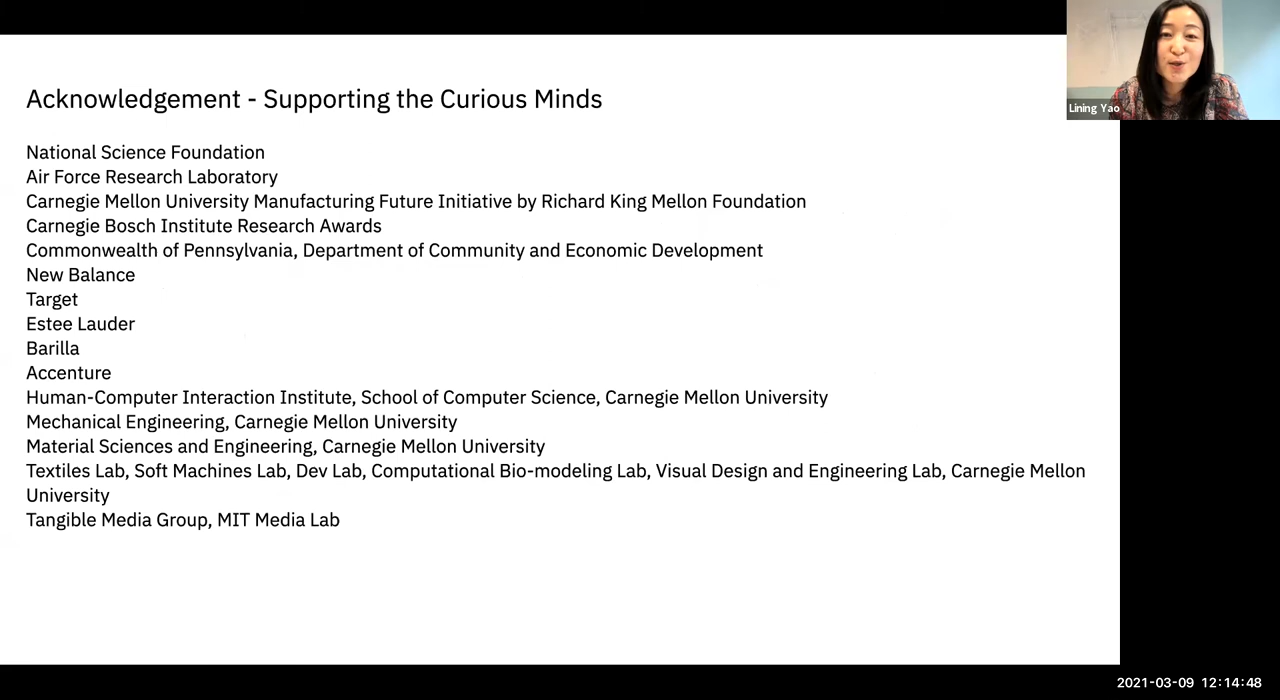 Acknowledgement - Supporting the Curious Minds
National Science Foundation
Air Force Research Laboratory
Carnegie Mellon University Manufacturing Future Initiative by Richard King Mellon Foundation
Carnegie Bosch Institute Research Awards
Commonwealth of Pennsylvania, Department of Community and Economic Development
New Balance
Target
Estee Lauder
Barilla
Accenture
Human-Computer Interaction Institute, School of Computer Science, Carnegie Mellon University
Mechanical Engineering, Carnegie Mellon University
Material Sciences and Engineering, Carnegie Mellon University
Textiles Lab, Soft Machines Lab, Dev Lab, Computational Bio-modeling Lab, Visual Design and Engineering Lab, Carnegie Mellon
University
Tangible Media Group, MIT Media Lab
Lining Yao
2021-03-09 12:14:48